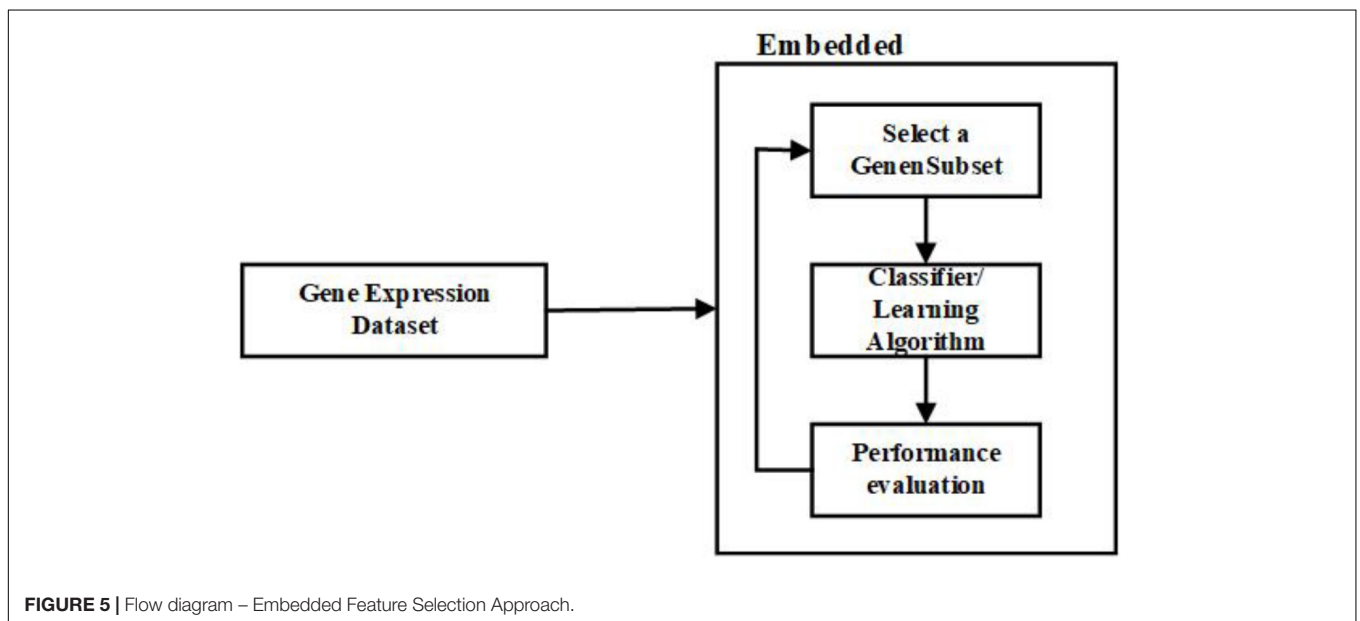 Embedded
Select a
GenenSubset
Gene Expression
Dataset
Classifier/
Learning
Algorithm
Performance
evaluation
FIGURE 5 | Flow diagram – Embedded Feature Selection Approach.